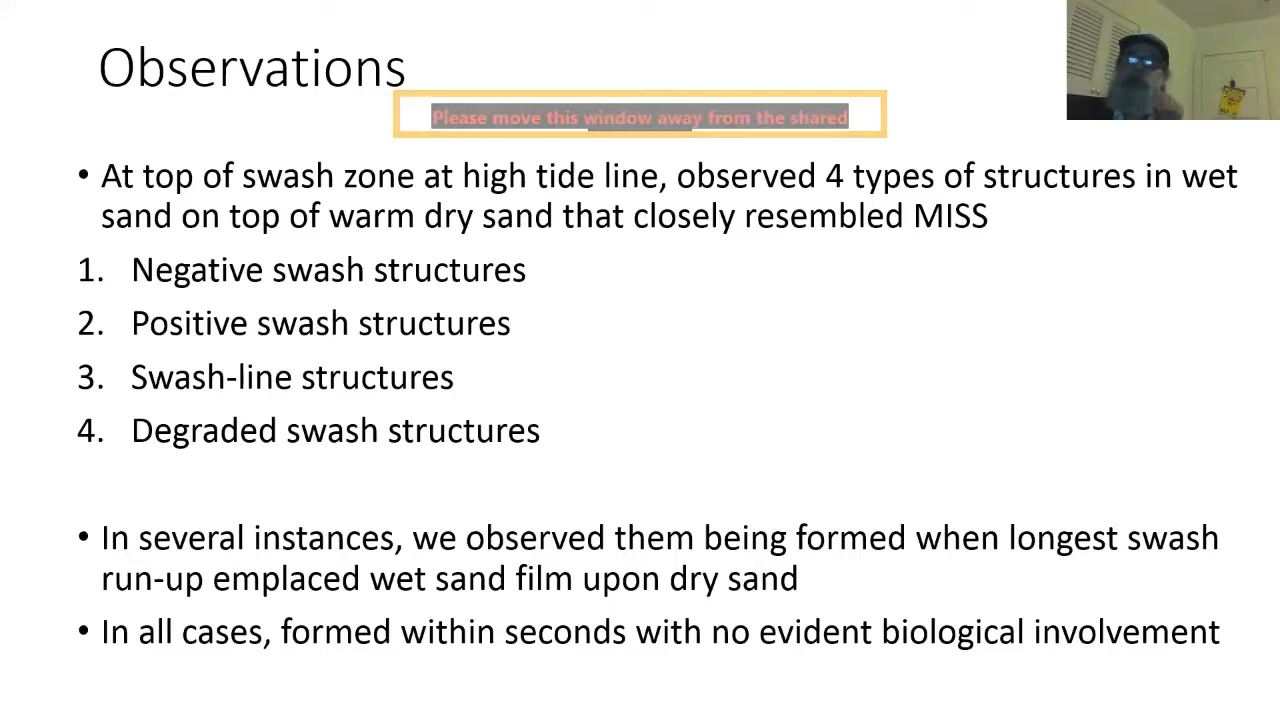 Observations
Please move this window away from the shared
• At top of swash zone at high tide line, observed 4 types of structures in wet
sand on top of warm dry sand that closely resembled MISS
1. Negative swash structures
2. Positive swash structures
3. Swash-line structures
4. Degraded swash structures
• In several instances, we observed them being formed when longest swash
run-up emplaced wet sand film upon dry sand
• In all cases, formed within seconds with no evident biological involvement